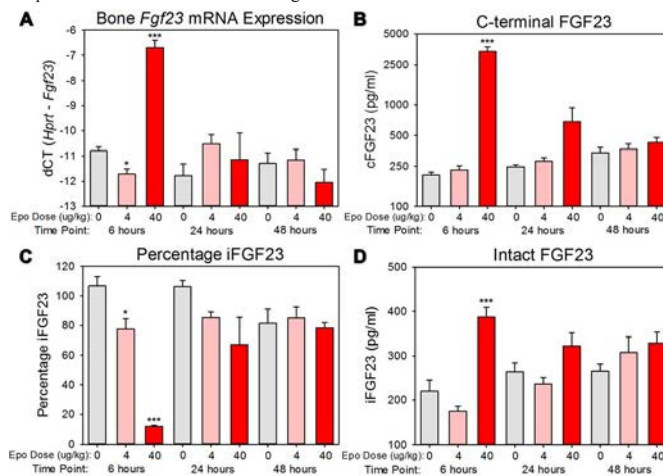 A Bone Fgf23 mRNA Expression
dCT (Hprt - Fgf23)
-5
-6
-7
-8
-9
-10
-11
-12
-13
*
***
Epo Dose (ug/kg): 0 4 40 0 4 40 0 4 40
Time Point: 6 hours 24 hours 48 hours
B C-terminal FGF23
cFGF23 (pg/ml)
5000
2500
500
250
100
***
Epo Dose (ug/kg): 0 4 40 0 4 40 0 4 40
Time Point: 6 hours 24 hours 48 hours
C Percentage iFGF23
Percentage iFGF23
120
100
80
60
40
20
0
*
***
Epo Dose (ug/kg): 0 4 40 0 4 40 0 4 40
Time Point: 6 hours 24 hours 48 hours
D Intact FGF23
iFGF23 (pg/ml)
500
400
300
200
100
***
Epo Dose (ug/kg): 0 4 40 0 4 40 0 4 40
Time Point: 6 hours 24 hours 48 hours